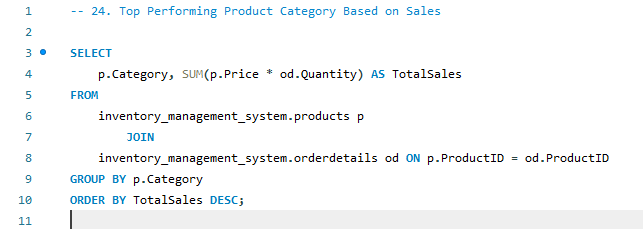 1 -- 24. Top Performing Product Category Based on Sales
2
3 SELECT
4 p.Category, SUM(p.Price * od.Quantity) AS TotalSales
5 FROM
6 inventory_management_system.products p
7 JOIN
8 inventory_management_system.orderdetails od ON p.ProductID = od.ProductID
9 GROUP BY p.Category
10 ORDER BY TotalSales DESC;
11